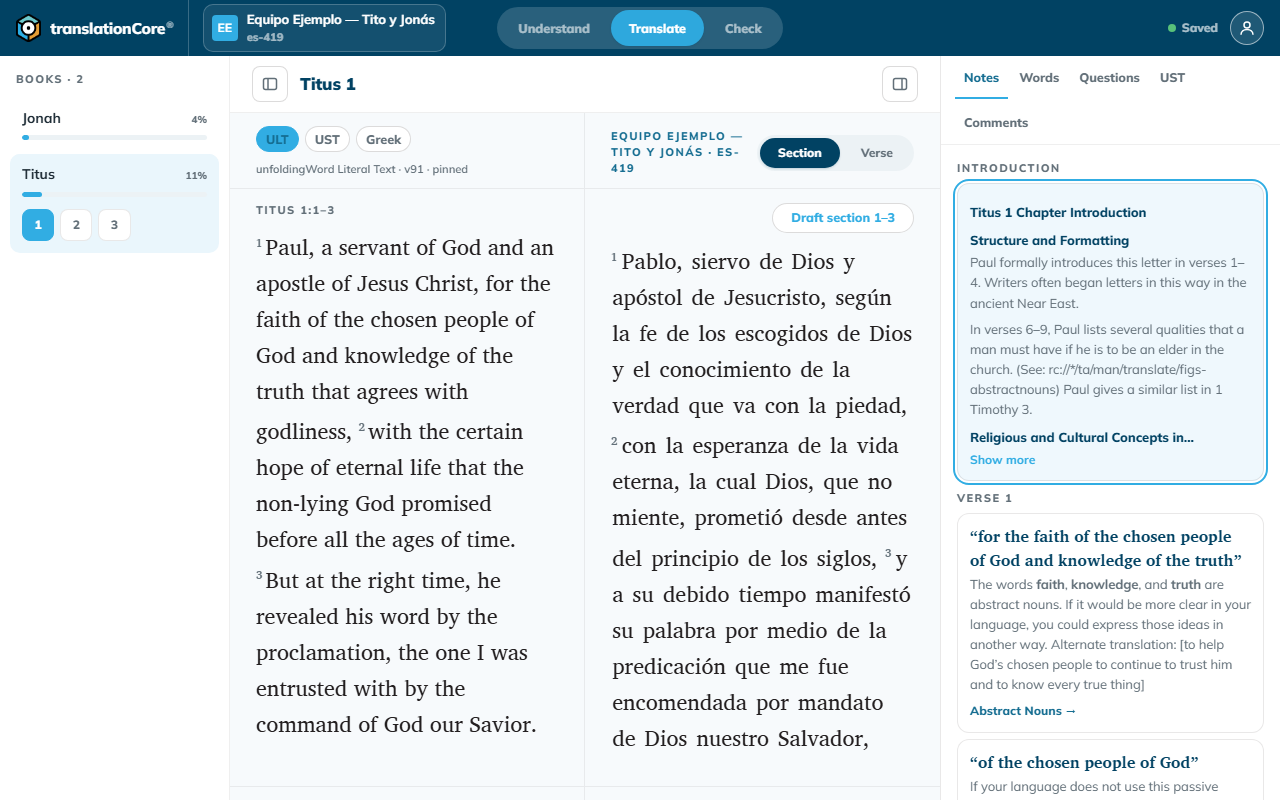 translationCore®
EE
Equipo Ejemplo — Tito y Jonás
es-419
Understand
Translate
Check
Saved
BOOKS · 2
Jonah
4%
Titus
11%
1
2
3
Titus 1
ULT
UST
Greek
unfoldingWord Literal Text · v91 · pinned
EQUIPO EJEMPLO —
TITO Y JONÁS · ES-
419
Section
Verse
TITUS 1:1–3
1 Paul, a servant of God and an
apostle of Jesus Christ, for the
faith of the chosen people of
God and knowledge of the
truth that agrees with
godliness, 2 with the certain
hope of eternal life that the
non-lying God promised
before all the ages of time.
3 But at the right time, he
revealed his word by the
proclamation, the one I was
entrusted with by the
command of God our Savior.
Draft section 1–3
1 Pablo, siervo de Dios y
apóstol de Jesucristo, según
la fe de los escogidos de Dios
y el conocimiento de la
verdad que va con la piedad,
2 con la esperanza de la vida
eterna, la cual Dios, que no
miente, prometió desde antes
del principio de los siglos, 3 y
a su debido tiempo manifestó
su palabra por medio de la
predicación que me fue
encomendada por mandato
de Dios nuestro Salvador,
Notes
Words
Questions
UST
Comments
INTRODUCTION
Titus 1 Chapter Introduction
Structure and Formatting
Paul formally introduces this letter in verses 1–
4. Writers often began letters in this way in the
ancient Near East.
In verses 6–9, Paul lists several qualities that a
man must have if he is to be an elder in the
church. (See: rc://*/ta/man/translate/figs-
abstractnouns) Paul gives a similar list in 1
Timothy 3.
Religious and Cultural Concepts in…
Show more
VERSE 1
“for the faith of the chosen people
of God and knowledge of the truth”
The words faith, knowledge, and truth are
abstract nouns. If it would be more clear in your
language, you could express those ideas in
another way. Alternate translation: [to help
God’s chosen people to continue to trust him
and to know every true thing]
Abstract Nouns →
“of the chosen people of God”
If your language does not use this passive